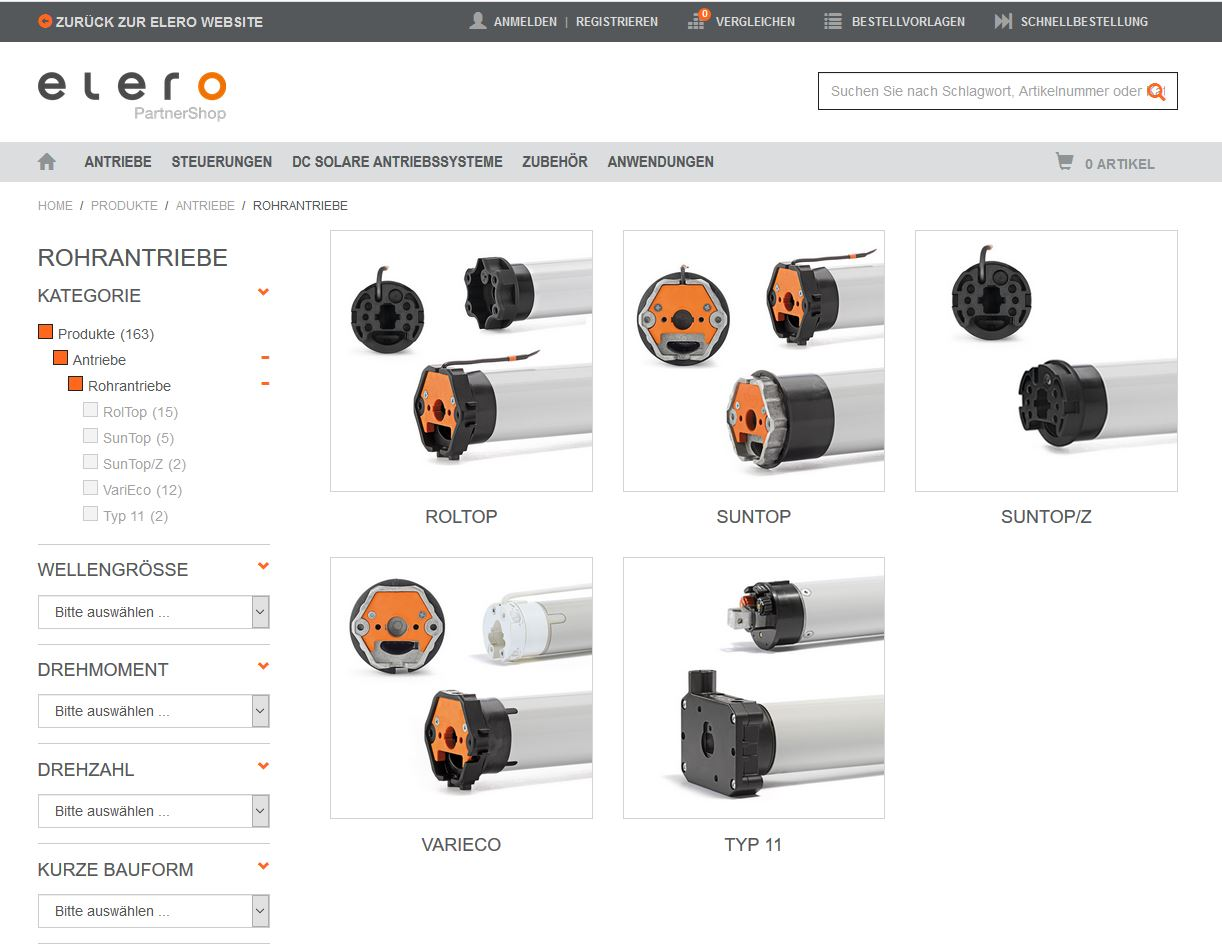 ZURÜCK ZUR ELERO WEBSITE
ANMELDEN | REGISTRIEREN
0
VERGLEICHEN
BESTELLVORLAGEN
SCHNELLBESTELLUNG
elero
PartnerShop
Suchen Sie nach Schlagwort, Artikelnummer oder
ANTRIEBE
STEUERUNGEN
DC SOLARE ANTRIEBSSYSTEME
ZUBEHÖR
ANWENDUNGEN
0 ARTIKEL
HOME / PRODUKTE / ANTRIEBE / ROHRANTRIEBE
ROHRANTRIEBE
KATEGORIE
Produkte (163)
Antriebe
Rohrantriebe
RolTop (15)
SunTop (5)
SunTop/Z (2)
VariEco (12)
Typ 11 (2)
WELLENGRÖSSE
Bitte auswählen ...
DREHMOMENT
Bitte auswählen ...
DREHZAHL
Bitte auswählen ...
KURZE BAUFORM
Bitte auswählen ...
ROLTOP
SUNTOP
SUNTOP/Z
VARIECO
TYP 11